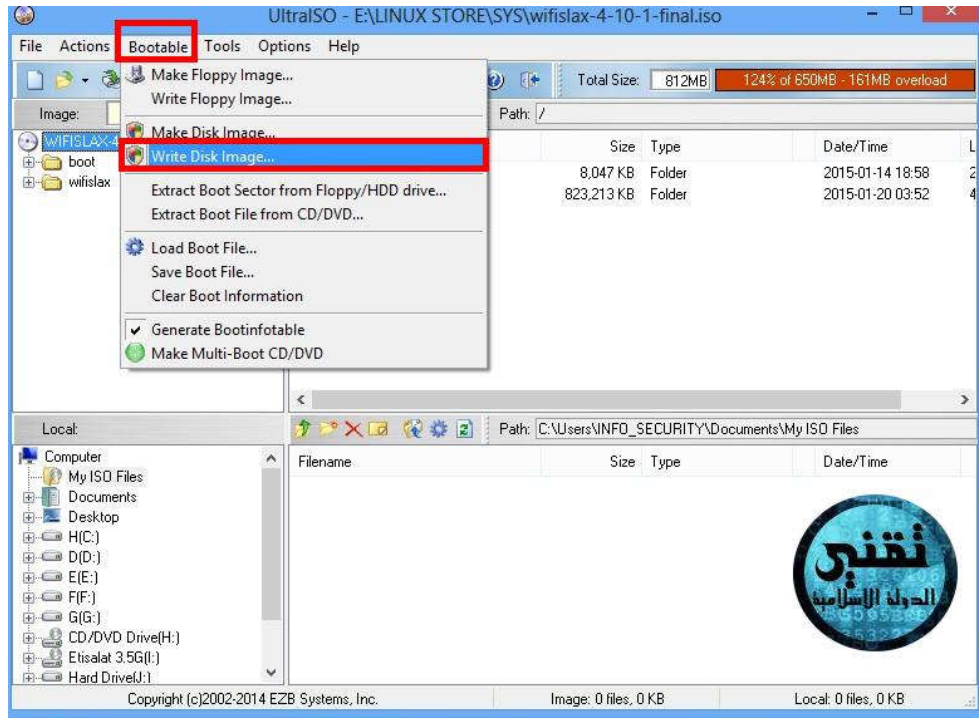 UltraISO - E:\LINUX STORE\SYS\wifislax-4-10-1-final.iso
File Actions Bootable Tools Options Help
Total Size: 812MB 124% of 650MB - 161MB overload
Make Floppy Image...
Write Floppy Image...
Make Disk Image...
Write Disk Image...
Extract Boot Sector from Floppy/HDD drive...
Extract Boot File from CD/DVD...
Load Boot File...
Save Boot File...
Clear Boot Information
Generate Bootinfotable
Make Multi-Boot CD/DVD
Image: Path: /
WIFISLAX-4
boot
wifislax
Size Type Date/Time
8,047 KB Folder 2015-01-14 18:58
823,213 KB Folder 2015-01-20 03:52
Local: Path: C:\Users\INFO_SECURITY\Documents\My ISO Files
Computer
My ISO Files
Documents
Desktop
H(C:)
D(D:)
E(E:)
F(F:)
G(G:)
CD/DVD Drive(H:)
Etisalat 3.5G(I:)
Hard Drive(J:)
Filename Size Type Date/Time
تقني
الدولة الإسلامية
Copyright (c)2002-2014 EZB Systems, Inc. Image: 0 files, 0 KB Local: 0 files, 0 KB